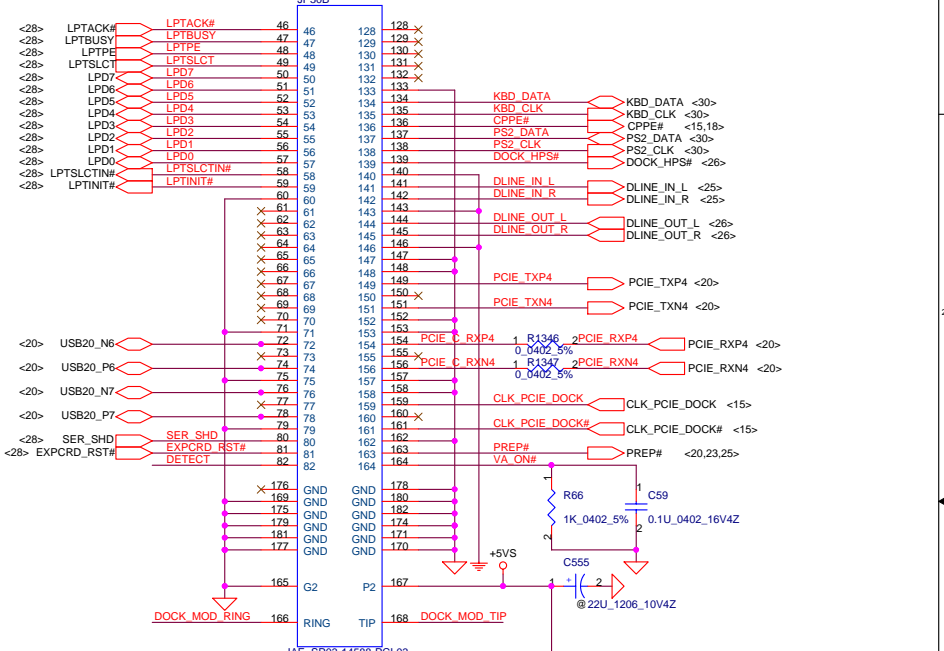 46 46 128 128
47 47 129 129
48 48 130 130
49 49 131 131
50 50 132 132
51 51 133 133
52 52 134 134
53 53 135 135
54 54 136 136
55 55 137 137
56 56 138 138
57 57 139 139
58 58 140 140
59 59 141 141
60 60 142 142
61 61 143 143
62 62 144 144
63 63 145 145
64 64 146 146
65 65 147 147
66 66 148 148
67 67 149 149
68 68 150 150
69 69 151 151
70 70 152 152
71 71 153 153
72 72 154 154
73 73 155 155
74 74 156 156
75 75 157 157
76 76 158 158
77 77 159 159
78 78 160 160
79 79 161 161
80 80 162 162
81 81 163 163
82 82 164 164
176 GND GND 178
169 GND GND 180
175 GND GND 182
179 GND GND 174
181 GND GND 171
177 GND GND 170
165 G2 P2 167
166 RING TIP 168
<28> LPTACK# LPTACK#
<28> LPTBUSY LPTBUSY
<28> LPTPE LPTPE
<28> LPTSLCT LPTSLCT
<28> LPD7 LPD7
<28> LPD6 LPD6
<28> LPD5 LPD5
<28> LPD4 LPD4
<28> LPD3 LPD3
<28> LPD2 LPD2
<28> LPD1 LPD1
<28> LPD0 LPD0
<28> LPTSLCTIN# LPTSLCTIN#
<28> LPTINIT# LPTINIT#
<20> USB20_N6
<20> USB20_P6
<20> USB20_N7
<20> USB20_P7
<28> SER_SHD SER_SHD
<28> EXPCRD_RST# EXPCRD_RST#
DETECT
DOCK_MOD_RING
KBD_DATA KBD_DATA <30>
KBD_CLK KBD_CLK <30>
CPPE# CPPE# <15,18>
PS2_DATA PS2_DATA <30>
PS2_CLK PS2_CLK <30>
DOCK_HPS# DOCK_HPS# <26>
DLINE_IN_L DLINE_IN_L <25>
DLINE_IN_R DLINE_IN_R <25>
DLINE_OUT_L DLINE_OUT_L <26>
DLINE_OUT_R DLINE_OUT_R <26>
PCIE_TXP4 PCIE_TXP4 <20>
PCIE_TXN4 PCIE_TXN4 <20>
PCIE_C_RXP4 1 R1346 2 PCIE_RXP4 PCIE_RXP4 <20>
0_0402_5%
PCIE_C_RXN4 1 R1347 2 PCIE_RXN4 PCIE_RXN4 <20>
0_0402_5%
CLK_PCIE_DOCK CLK_PCIE_DOCK <15>
CLK_PCIE_DOCK# CLK_PCIE_DOCK# <15>
PREP# PREP# <20,23,25>
VA_ON#
1 R66 2
1K_0402_5%
1 C59 2
0.1U_0402_16V4Z
+5VS
C555
1 + 2
@22U_1206_10V4Z
DOCK_MOD_TIP